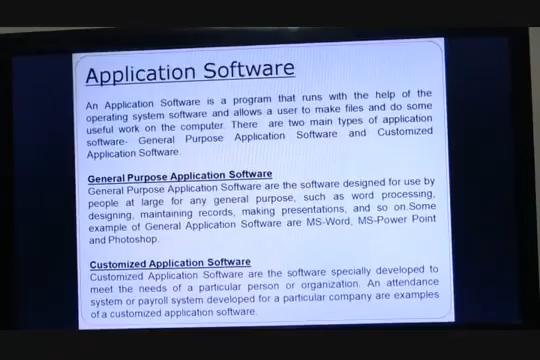 Application Software
An Application Software is a program that runs with the help of the
operating system software and allows a user to make files and do some
useful work on the computer. There are two main types of application
software- General Purpose Application Software and Customized
Application Software.
General Purpose Application Software
General Purpose Application Software are the software designed for use by
people at large for any general purpose, such as word processing,
designing, maintaining records, making presentations, and so on.Some
example of General Application Software are MS-Word, MS-Power Point
and Photoshop.
Customized Application Software
Customized Application Software are the software specially developed to
meet the needs of a particular person or organization. An attendance
system or payroll system developed for a particular company are examples
of a customized application software.